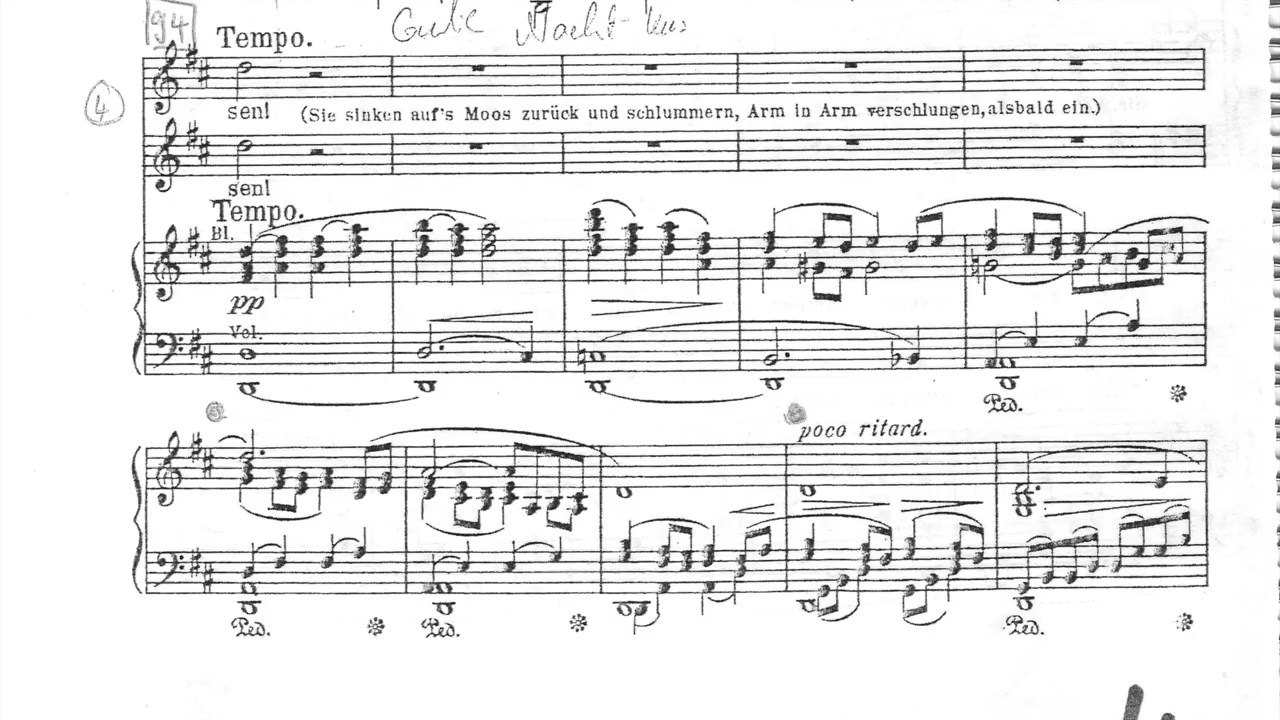 94 Tempo. Gute Nacht
4
sen! (Sie sinken auf's Moos zurück und schlummern, Arm in Arm verschlungen, alsbald ein.)
sen!
Tempo.
Bl.
pp
Vcl.
Ped.
poco ritard.
Ped. Ped. Ped.